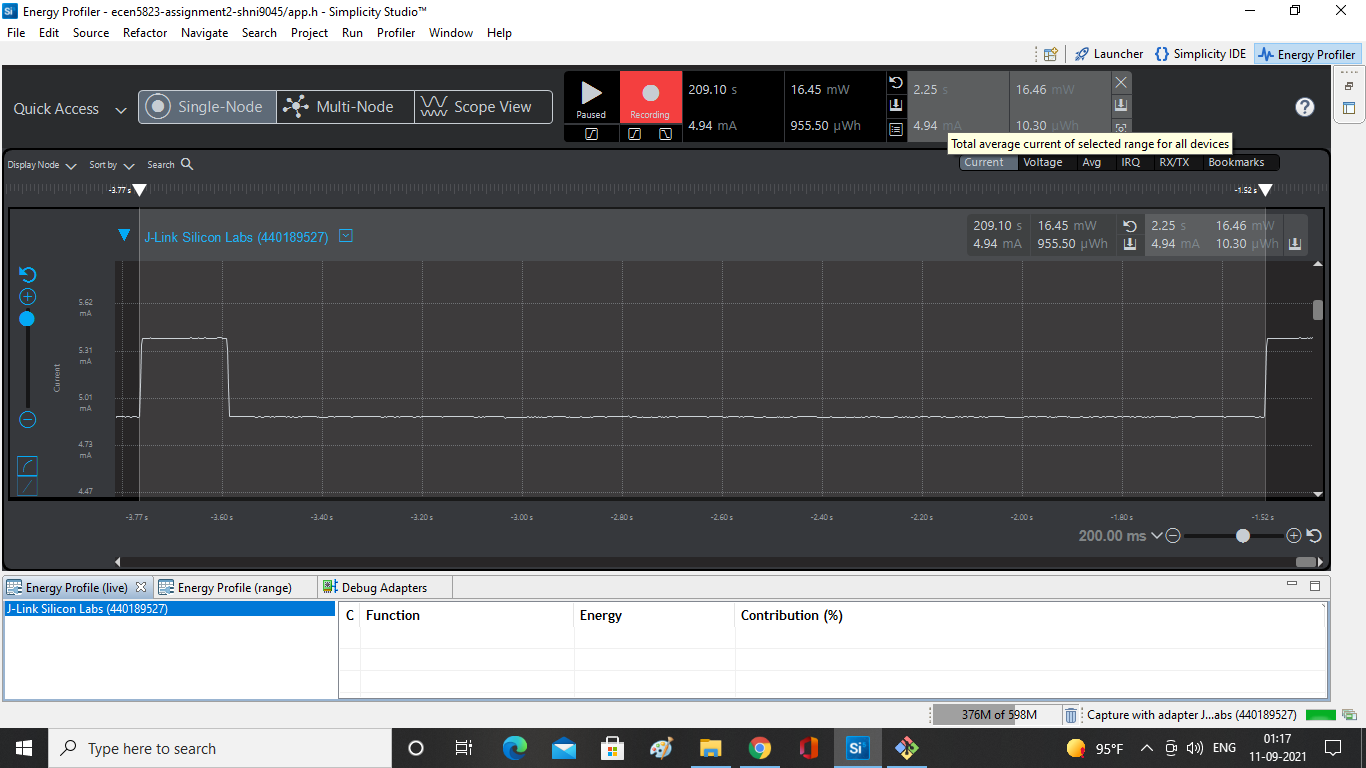 Energy Profiler - ecen5823-assignment2-shni9045/app.h - Simplicity Studio™
File Edit Source Refactor Navigate Search Project Run Profiler Window Help
Launcher Simplicity IDE Energy Profiler
Quick Access Single-Node Multi-Node Scope View
Paused Recording
209.10 s 16.45 mW 2.25 s 16.46 mW
4.94 mA 955.50 µWh 4.94 mA 10.30 µWh
Total average current of selected range for all devices
Display Node Sort by Search
Current Voltage Avg IRQ RX/TX Bookmarks
-3.77 s -1.52 s
J-Link Silicon Labs (440189527)
209.10 s 16.45 mW 2.25 s 16.46 mW
4.94 mA 955.50 µWh 4.94 mA 10.30 µWh
5.62
mA
5.31
mA
Current
5.01
mA
4.73
mA
4.47
-3.77 s -3.60 s -3.40 s -3.20 s -3.00 s -2.80 s -2.60 s -2.40 s -2.20 s -2.00 s -1.80 s -1.52 s
200.00 ms
Energy Profile (live) Energy Profile (range) Debug Adapters
J-Link Silicon Labs (440189527)
C Function Energy Contribution (%)
376M of 598M Capture with adapter J...abs (440189527)
Type here to search
Si
95°F ENG
01:17
11-09-2021